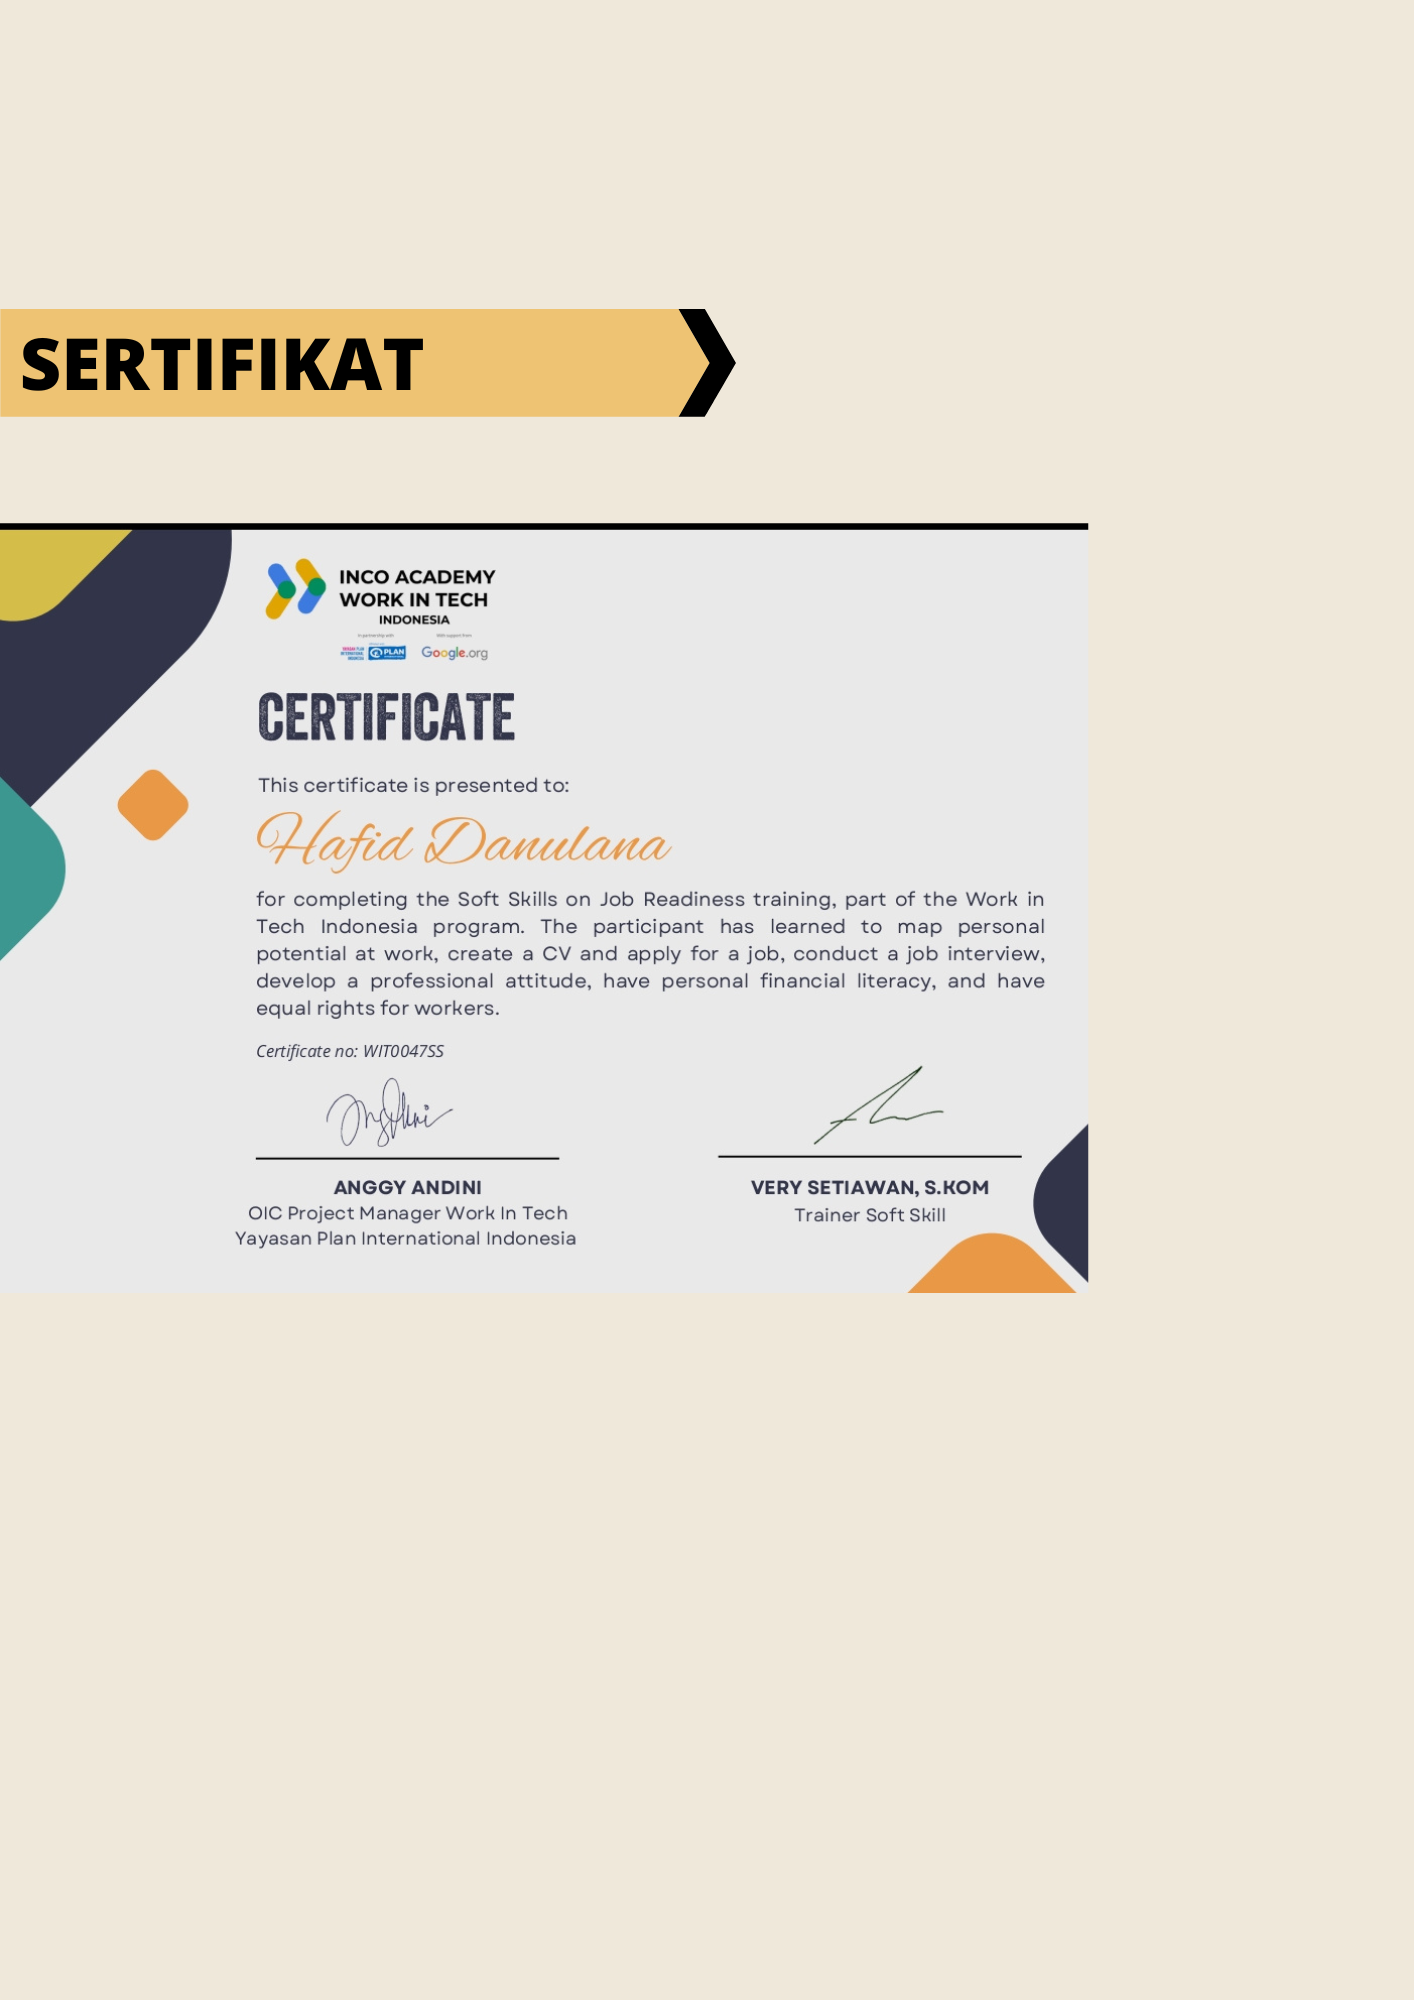 SERTIFIKAT
INCO ACADEMY
WORK IN TECH
INDONESIA
In partnership with
With support from
YAYASAN PLAN
INTERNATIONAL
INDONESIA
PLAN
Google.org
CERTIFICATE
This certificate is presented to:
Hafid Danulana
for completing the Soft Skills on Job Readiness training, part of the Work in
Tech Indonesia program. The participant has learned to map personal
potential at work, create a CV and apply for a job, conduct a job interview,
develop a professional attitude, have personal financial literacy, and have
equal rights for workers.
Certificate no: WIT0047SS
ANGGY ANDINI
OIC Project Manager Work In Tech
Yayasan Plan International Indonesia
VERY SETIAWAN, S.KOM
Trainer Soft Skill